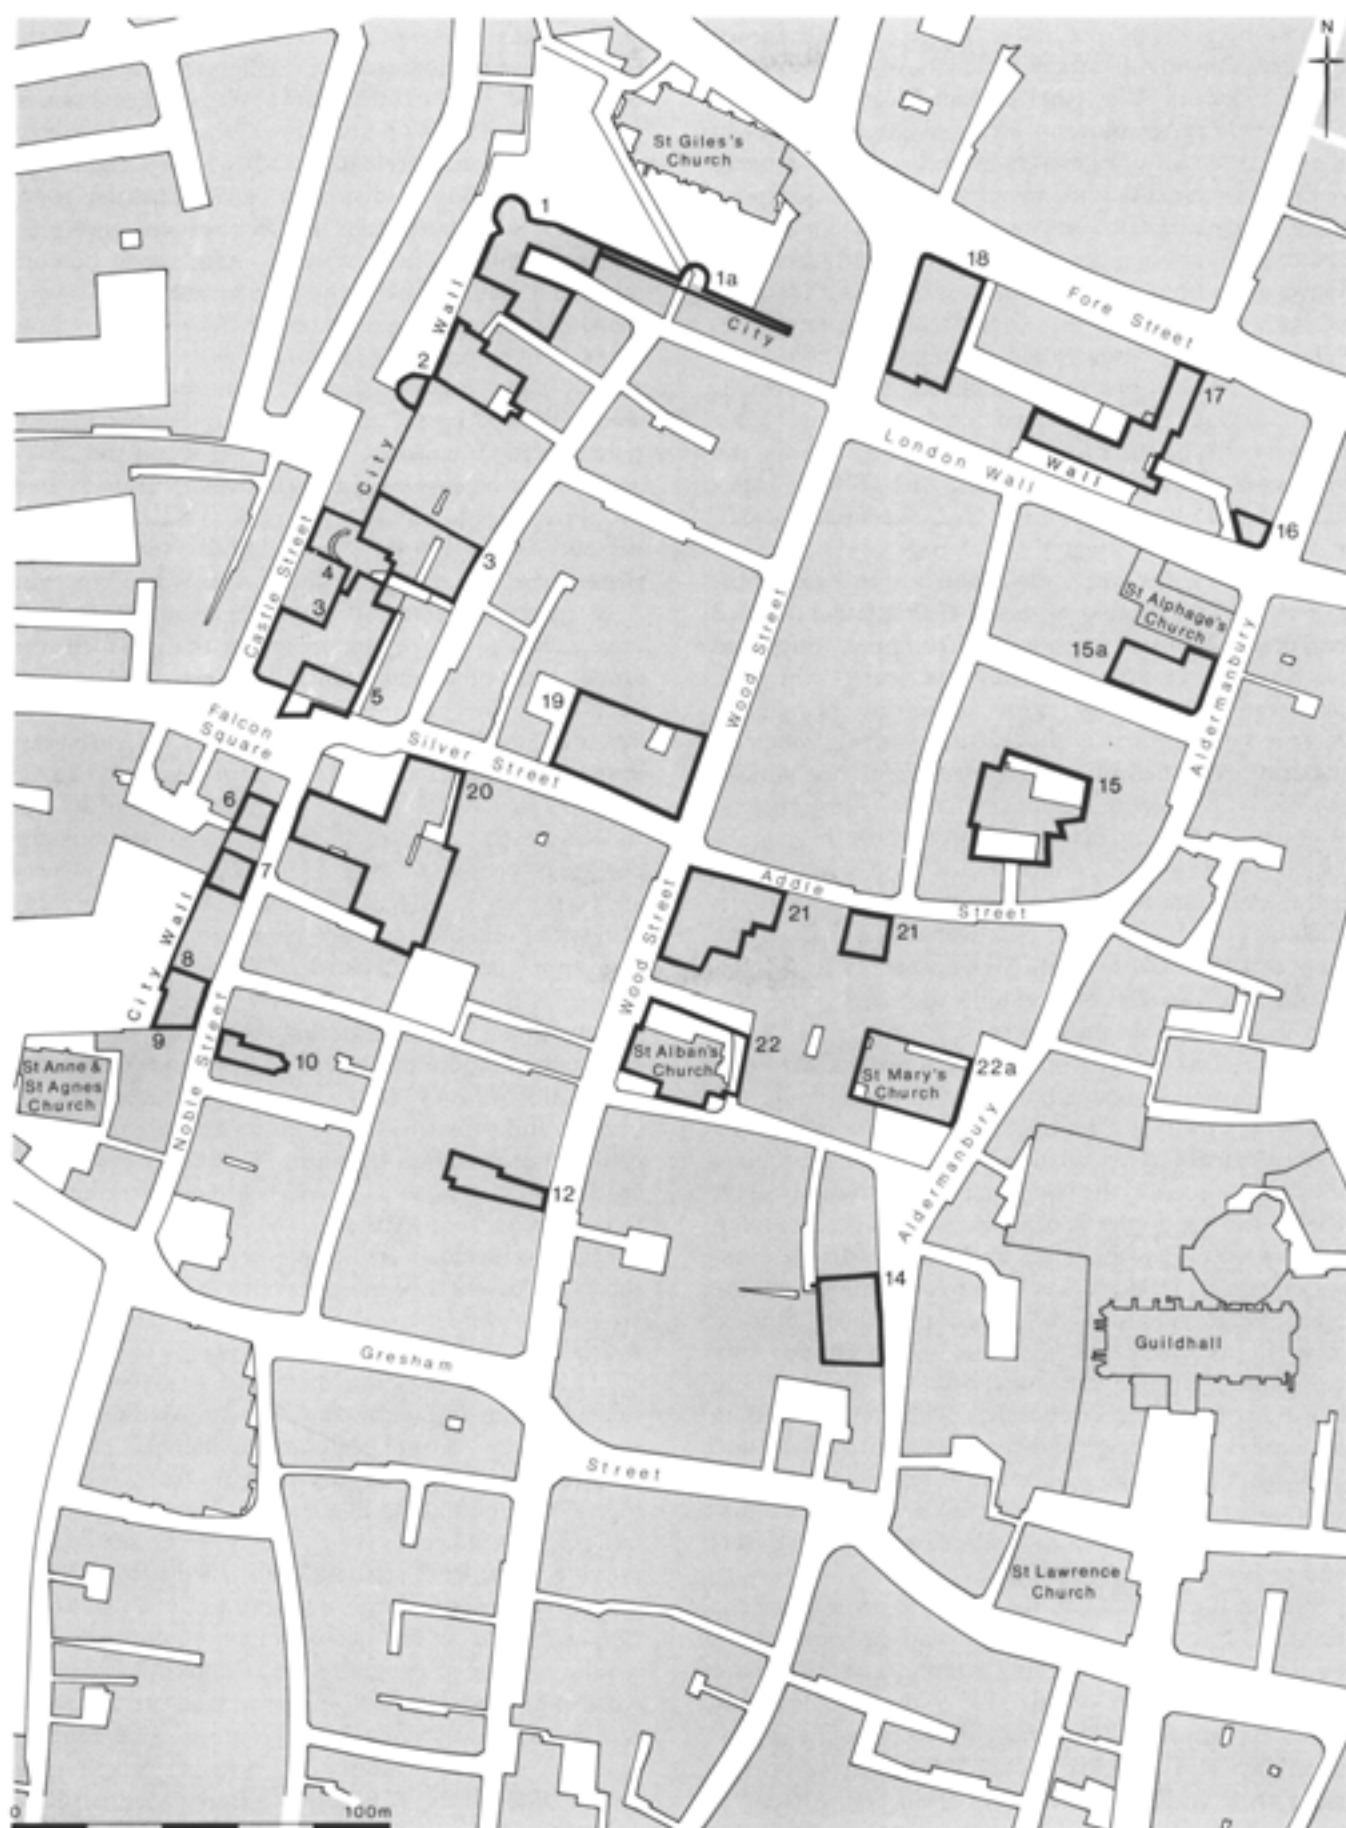 N
St Giles's
Church
1
1a
City
Wall
2
City
18
Fore Street
17
London Wall
Wall
16
Castle Street
4
3
3
5
St Alphage's
Church
15a
Aldermanbury
Wood Street
19
Falcon
Square
Silver Street
20
15
6
7
Addle
Street
21
21
City Wall
8
9
Wood Street
Noble Street
10
St Anne &
St Agnes
Church
St Alban's
Church
22
St Mary's
Church
22a
Aldermanbury
12
14
Guildhall
Gresham
Street
St Lawrence
Church
0
100m